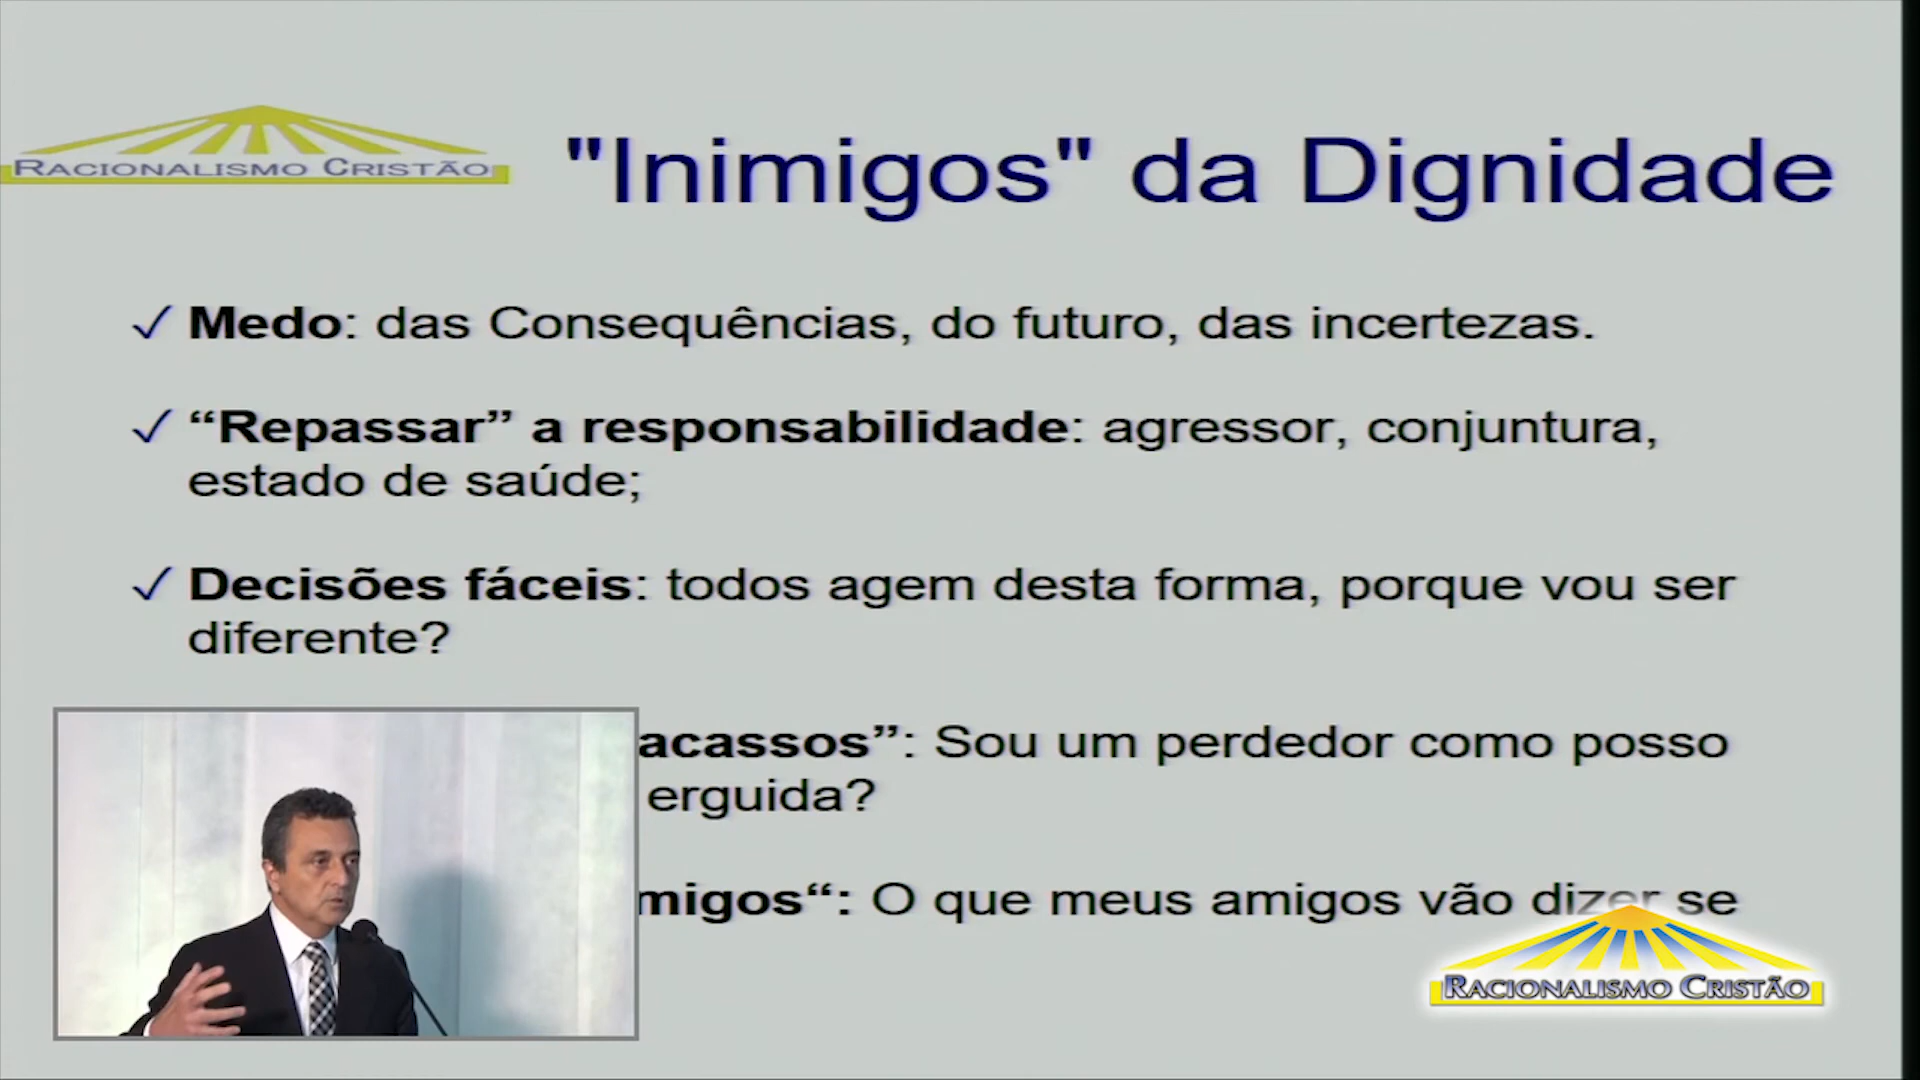 RACIONALISMO CRISTÃO
"Inimigos" da Dignidade
✓ Medo: das Consequências, do futuro, das incertezas.
✓ “Repassar” a responsabilidade: agressor, conjuntura,
estado de saúde;
✓ Decisões fáceis: todos agem desta forma, porque vou ser
diferente?
acassos”: Sou um perdedor como posso
erguida?
migos“: O que meus amigos vão dizer se
RACIONALISMO CRISTÃO